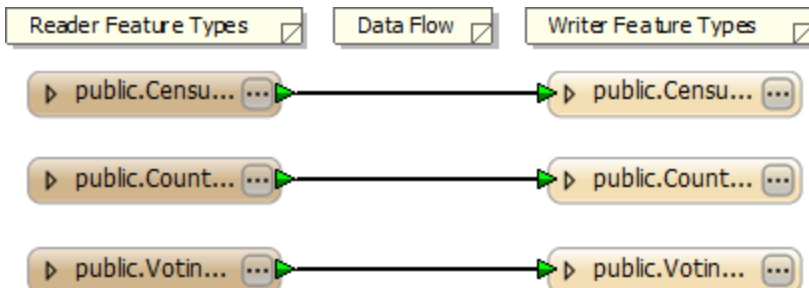 Reader Feature Types Data Flow Writer Feature Types
public.Censu... ... public.Censu... ...
public.Count... ... public.Count... ...
public.Votin... ... public.Votin... ...